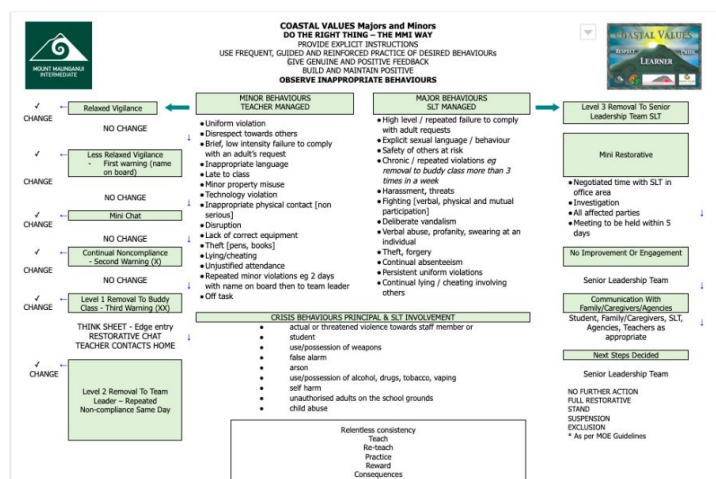 COASTAL VALUES Majors and Minors
DO THE RIGHT THING – THE MMI WAY
PROVIDE EXPLICIT INSTRUCTIONS
USE FREQUENT, GUIDED AND REINFORCED PRACTICE OF DESIRED BEHAVIOURs
GIVE GENUINE AND POSITIVE FEEDBACK
BUILD AND MAINTAIN POSITIVE
OBSERVE INAPPROPRIATE BEHAVIOURS
MOUNT MAUNGANUI
INTERMEDIATE
COASTAL VALUES
RESPECT
PRIDE
LEARNER
✓ ← Relaxed Vigilance
CHANGE
NO CHANGE ↓
✓ ← Less Relaxed Vigilance
- First warning (name
on board)
CHANGE
NO CHANGE ↓
✓ ← Mini Chat
CHANGE
NO CHANGE ↓
✓ ← Continual Noncompliance
- Second Warning (X)
CHANGE
NO CHANGE ↓
✓ ← Level 1 Removal To Buddy
Class - Third Warning (XX)
CHANGE
THINK SHEET - Edge entry
RESTORATIVE CHAT ↓
TEACHER CONTACTS HOME
✓ ←
CHANGE
Level 2 Removal To Team
Leader – Repeated
Non-compliance Same Day
MINOR BEHAVIOURS
TEACHER MANAGED
• Uniform violation
• Disrespect towards others
• Brief, low intensity failure to comply
with an adult's request
• Inappropriate language
• Late to class
• Minor property misuse
• Technology violation
• Inappropriate physical contact [non
serious]
• Disruption
• Lack of correct equipment
• Theft [pens, books]
• Lying/cheating
• Unjustified attendance
• Repeated minor violations eg 2 days
with name on board then to team leader
• Off task
MAJOR BEHAVIOURS
SLT MANAGED
• High level / repeated failure to comply
with adult requests
• Explicit sexual language / behaviour
• Safety of others at risk
• Chronic / repeated violations eg
removal to buddy class more than 3
times in a week
• Harassment, threats
• Fighting [verbal, physical and mutual
participation]
• Deliberate vandalism
• Verbal abuse, profanity, swearing at an
individual
• Theft, forgery
• Continual absenteeism
• Persistent uniform violations
• Continual lying / cheating involving
others
CRISIS BEHAVIOURS PRINCIPAL & SLT INVOLVEMENT
• actual or threatened violence towards staff member or
• student
• use/possession of weapons
• false alarm
• arson
• use/possession of alcohol, drugs, tobacco, vaping
• self harm
• unauthorised adults on the school grounds
• child abuse
Relentless consistency
Teach
Re-teach
Practice
Reward
Consequences
Level 3 Removal To Senior
Leadership Team SLT
Mini Restorative
• Negotiated time with SLT in
office area
• Investigation
• All affected parties
• Meeting to be held within 5
days
No Improvement Or Engagement
Senior Leadership Team
Communication With
Family/Caregivers/Agencies
Student, Family/Caregivers, SLT,
Agencies, Teachers as
appropriate
Next Steps Decided
Senior Leadership Team
NO FURTHER ACTION
FULL RESTORATIVE
STAND
SUSPENSION
EXCLUSION
* As per MOE Guidelines